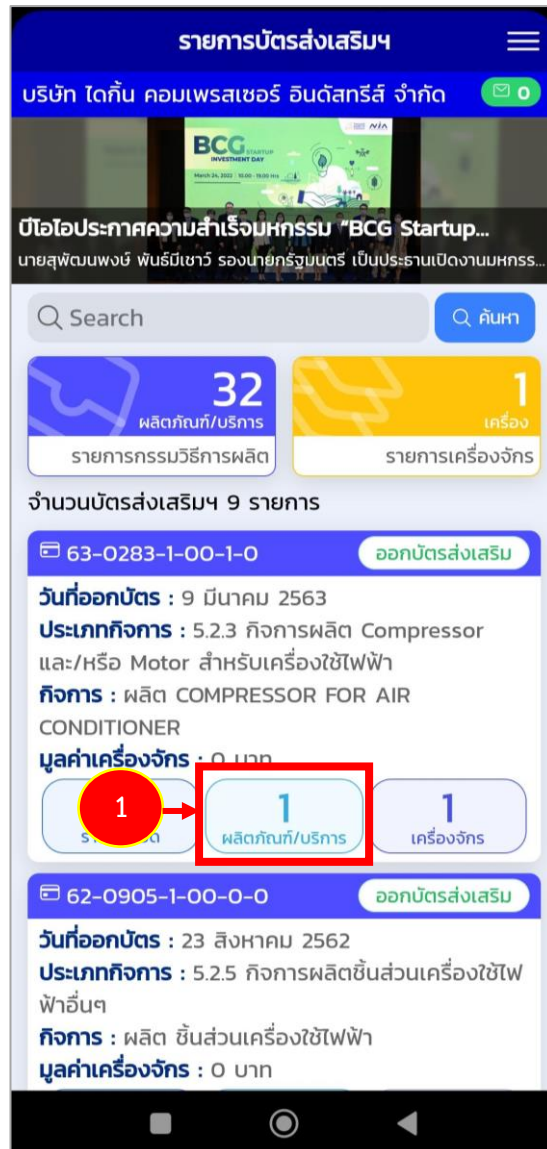 รายการบัตรส่งเสริมฯ
บริษัท ไดกิ้น คอมเพรสเซอร์ อินดัสทรีส์ จำกัด 0
NIA
BCG STARTUP
INVESTMENT DAY
March 24, 2022
บีโอไอประกาศความสำเร็จมหกรรม “BCG Startup...
นายสุพัฒนพงษ์ พันธ์มีเชาว์ รองนายกรัฐมนตรี เป็นประธานเปิดงานมหกรร...
Search ค้นหา
32 1
ผลิตภัณฑ์/บริการ เครื่อง
รายการกรรมวิธีการผลิต รายการเครื่องจักร
จำนวนบัตรส่งเสริมฯ 9 รายการ
63-0283-1-00-1-0 ออกบัตรส่งเสริม
วันที่ออกบัตร : 9 มีนาคม 2563
ประเภทกิจการ : 5.2.3 กิจการผลิต Compressor
และ/หรือ Motor สำหรับเครื่องใช้ไฟฟ้า
กิจการ : ผลิต COMPRESSOR FOR AIR
CONDITIONER
มูลค่าเครื่องจักร : 0 บาท
1 1 1
ผลิตภัณฑ์/บริการ เครื่องจักร
62-0905-1-00-0-0 ออกบัตรส่งเสริม
วันที่ออกบัตร : 23 สิงหาคม 2562
ประเภทกิจการ : 5.2.5 กิจการผลิตชิ้นส่วนเครื่องใช้ไฟ
ฟ้าอื่นๆ
กิจการ : ผลิต ชิ้นส่วนเครื่องใช้ไฟฟ้า
มูลค่าเครื่องจักร : 0 บาท